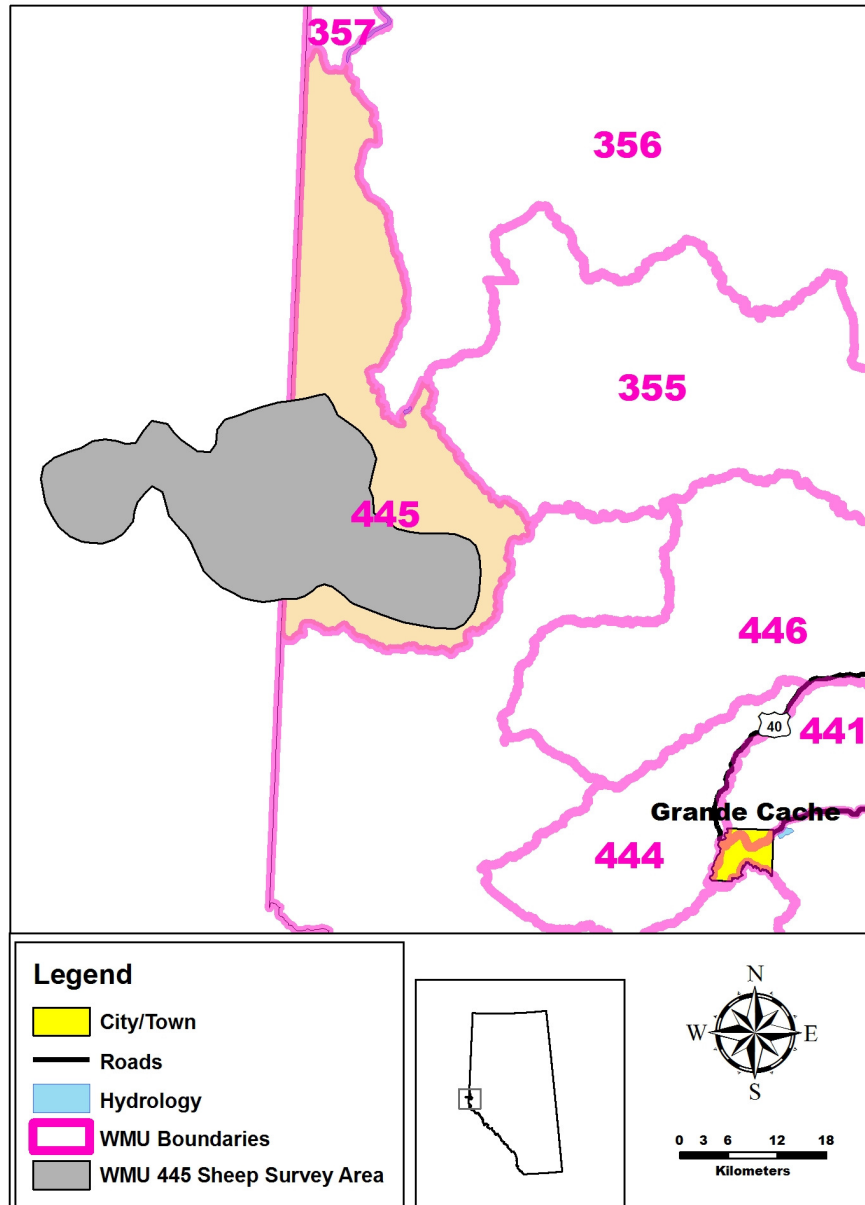 357
356
355
445
446
40
441
Grande Cache
444
Legend
City/Town
Roads
Hydrology
WMU Boundaries
WMU 445 Sheep Survey Area
N
W E
S
0 3 6 12 18
Kilometers